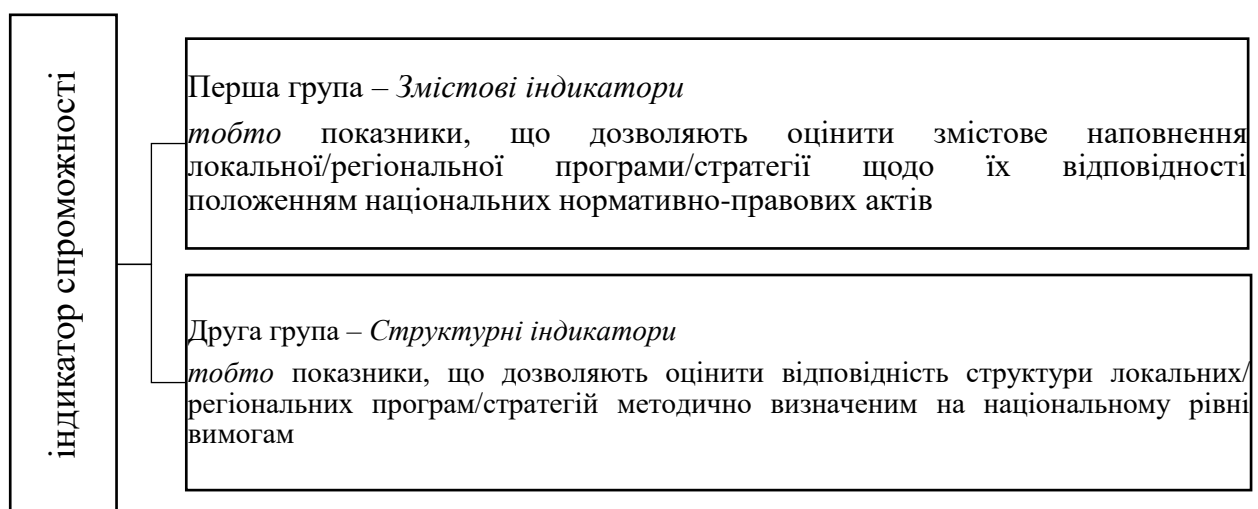 індикатор спроможності
Перша група – Змістові індикатори
тобто показники, що дозволяють оцінити змістове наповнення
локальної/регіональної програми/стратегії щодо їх відповідності
положенням національних нормативно-правових актів
Друга група – Структурні індикатори
тобто показники, що дозволяють оцінити відповідність структури локальних/
регіональних програм/стратегій методично визначеним на національному рівні
вимогам